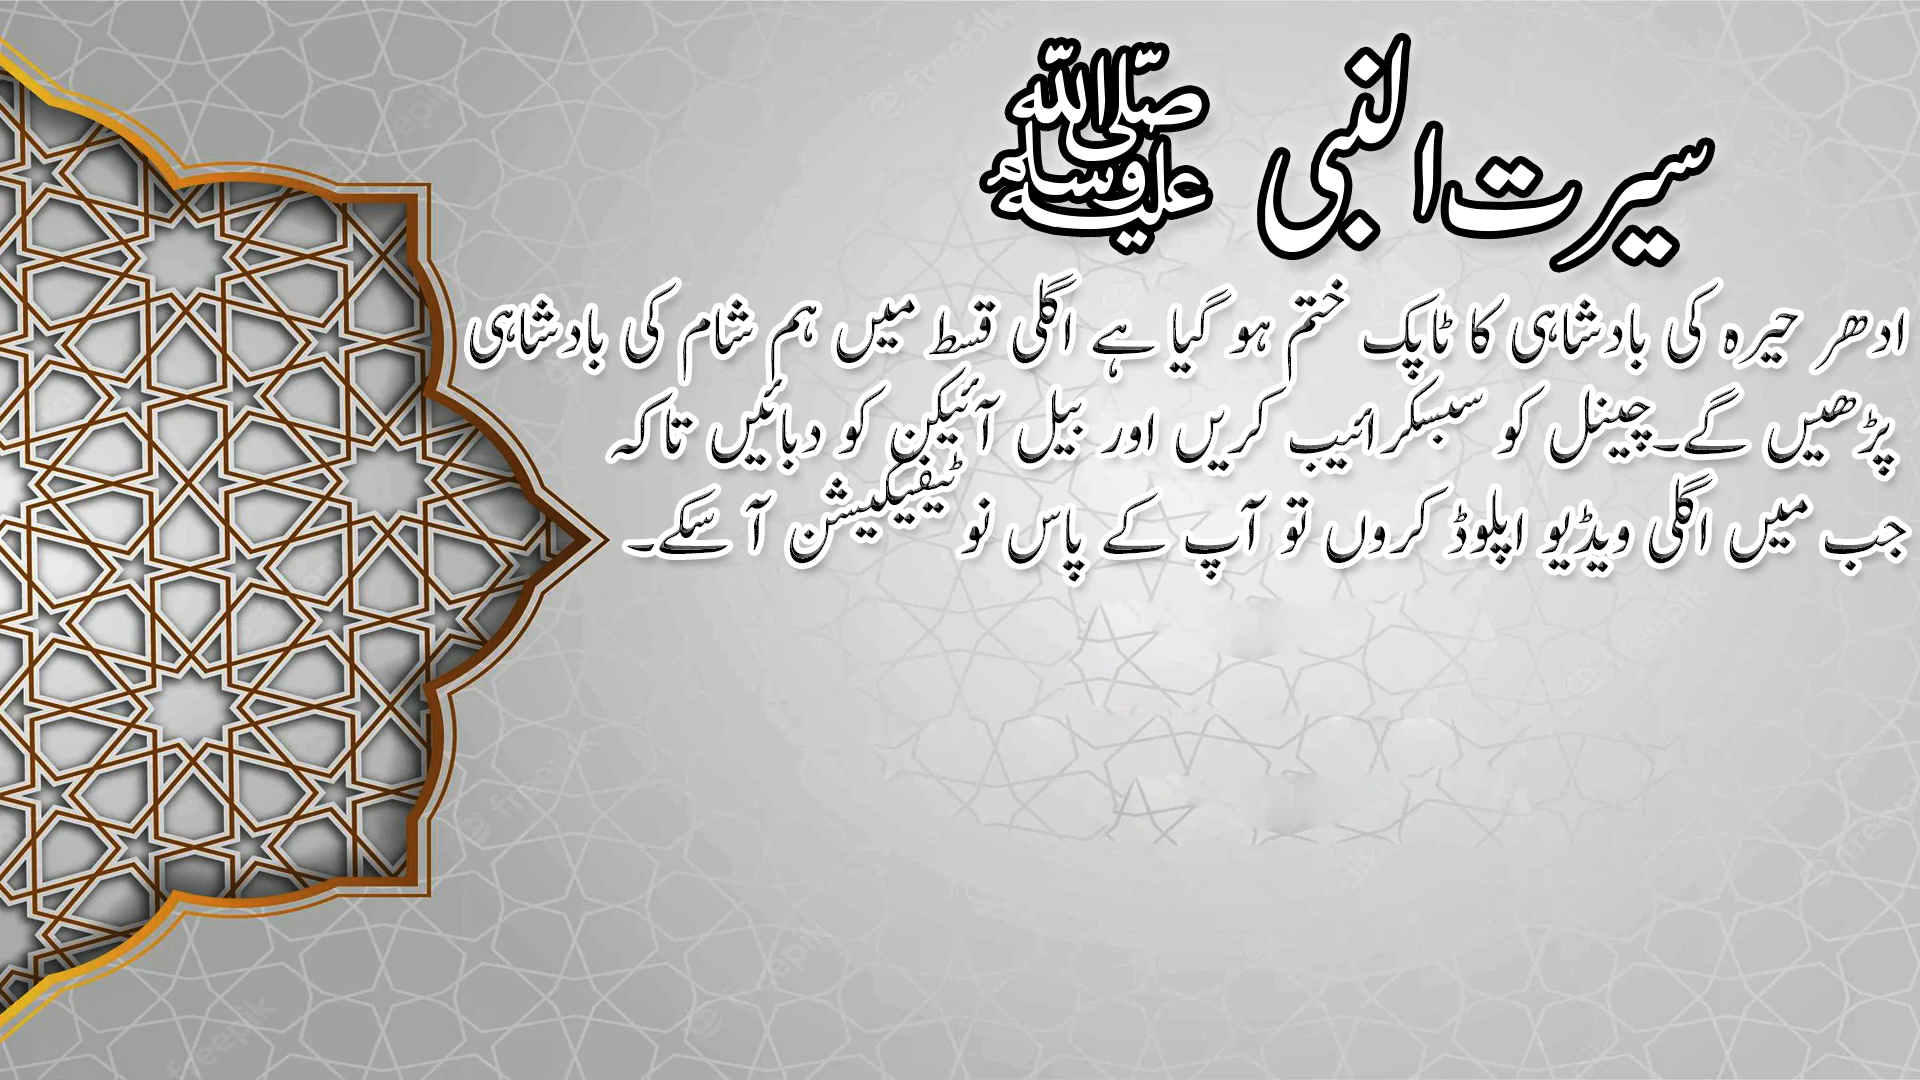 سیرت النبی صلی اللہ علیہ وسلم
ادھر حیرہ کی بادشاہی کا ٹاپک ختم ہو گیا ہے اگلی قسط میں ہم شام کی بادشاہی
پڑھیں گے۔چینل کو سبسکرائیب کریں اور بیل آئیکن کو دبائیں تاکہ
جب میں اگلی ویڈیو اپلوڈ کروں تو آپ کے پاس نوٹیفیکیشن آ سکے۔